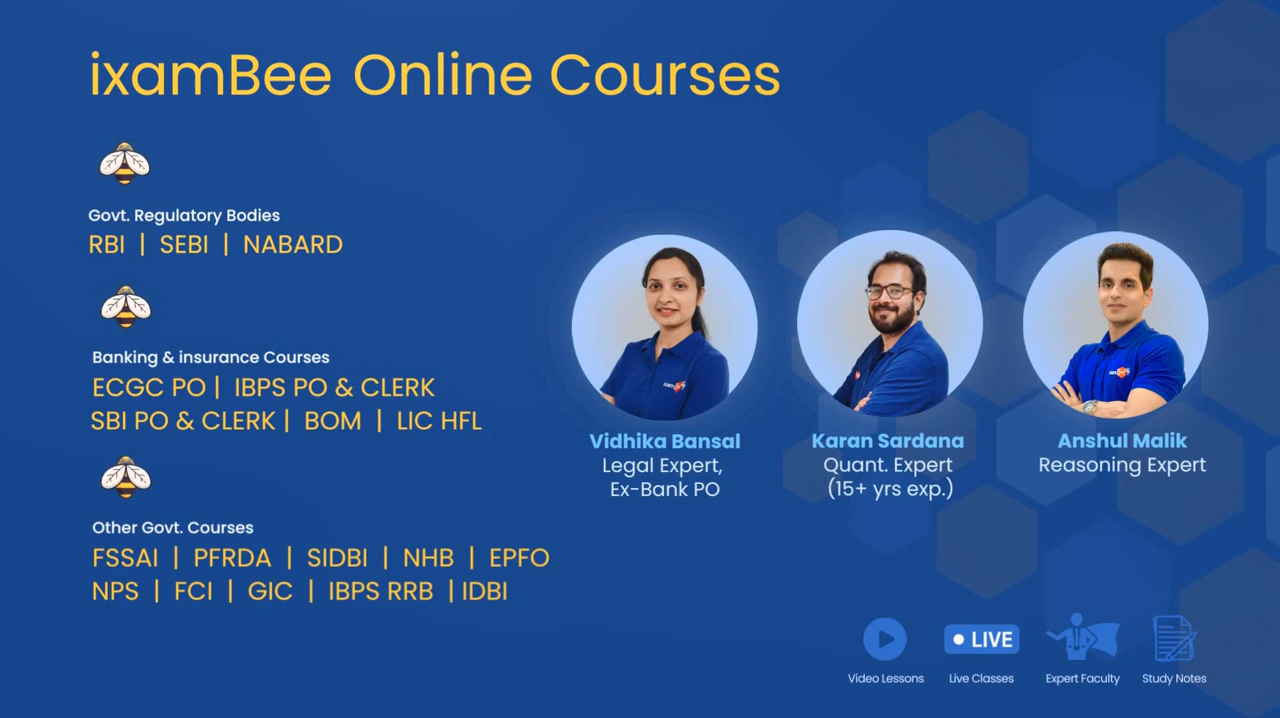 ixamBee Online Courses
Govt. Regulatory Bodies
RBI | SEBI | NABARD
Banking & insurance Courses
ECGC PO | IBPS PO & CLERK
SBI PO & CLERK | BOM | LIC HFL
Other Govt. Courses
FSSAI | PFRDA | SIDBI | NHB | EPFO
NPS | FCI | GIC | IBPS RRB | IDBI
Vidhika Bansal
Legal Expert,
Ex-Bank PO
Karan Sardana
Quant. Expert
(15+ yrs exp.)
Anshul Malik
Reasoning Expert
LIVE
Video Lessons
Live Classes
Expert Faculty
Study Notes